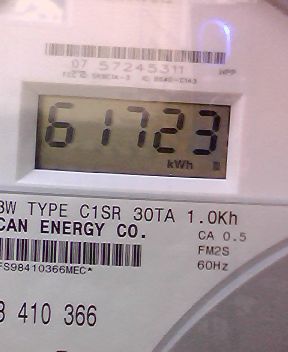 07 57245311
61723
kWh
3W TYPE C1SR 30TA 1.0Kh
CAN ENERGY CO.
CA 0.5
FM2S
FS98410366MEC*
60Hz
410 366